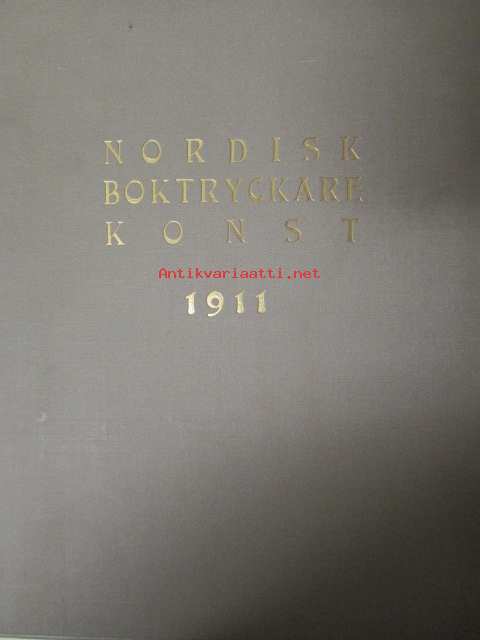 NORDISK
BOKTRYCKARE
KONST
Antikvariaatti.net
1911